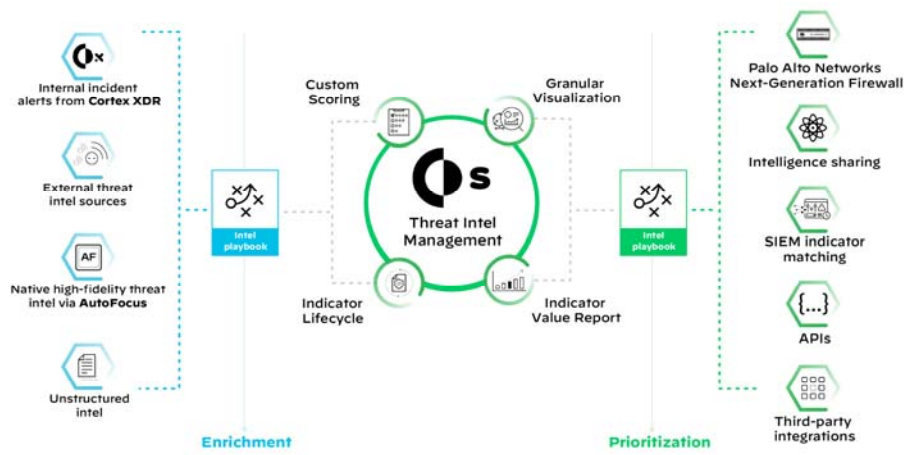 Internal incident
alerts from Cortex XDR
External threat
intel sources
AF
Native high-fidelity threat
intel via AutoFocus
Unstructured
intel
Intel
playbook
Enrichment
Custom
Scoring
Granular
Visualization
S
Threat Intel
Management
Indicator
Lifecycle
Indicator
Value Report
Intel
playbook
Prioritization
Palo Alto Networks
Next-Generation Firewall
Intelligence sharing
SIEM indicator
matching
{...}
APIs
Third-party
integrations